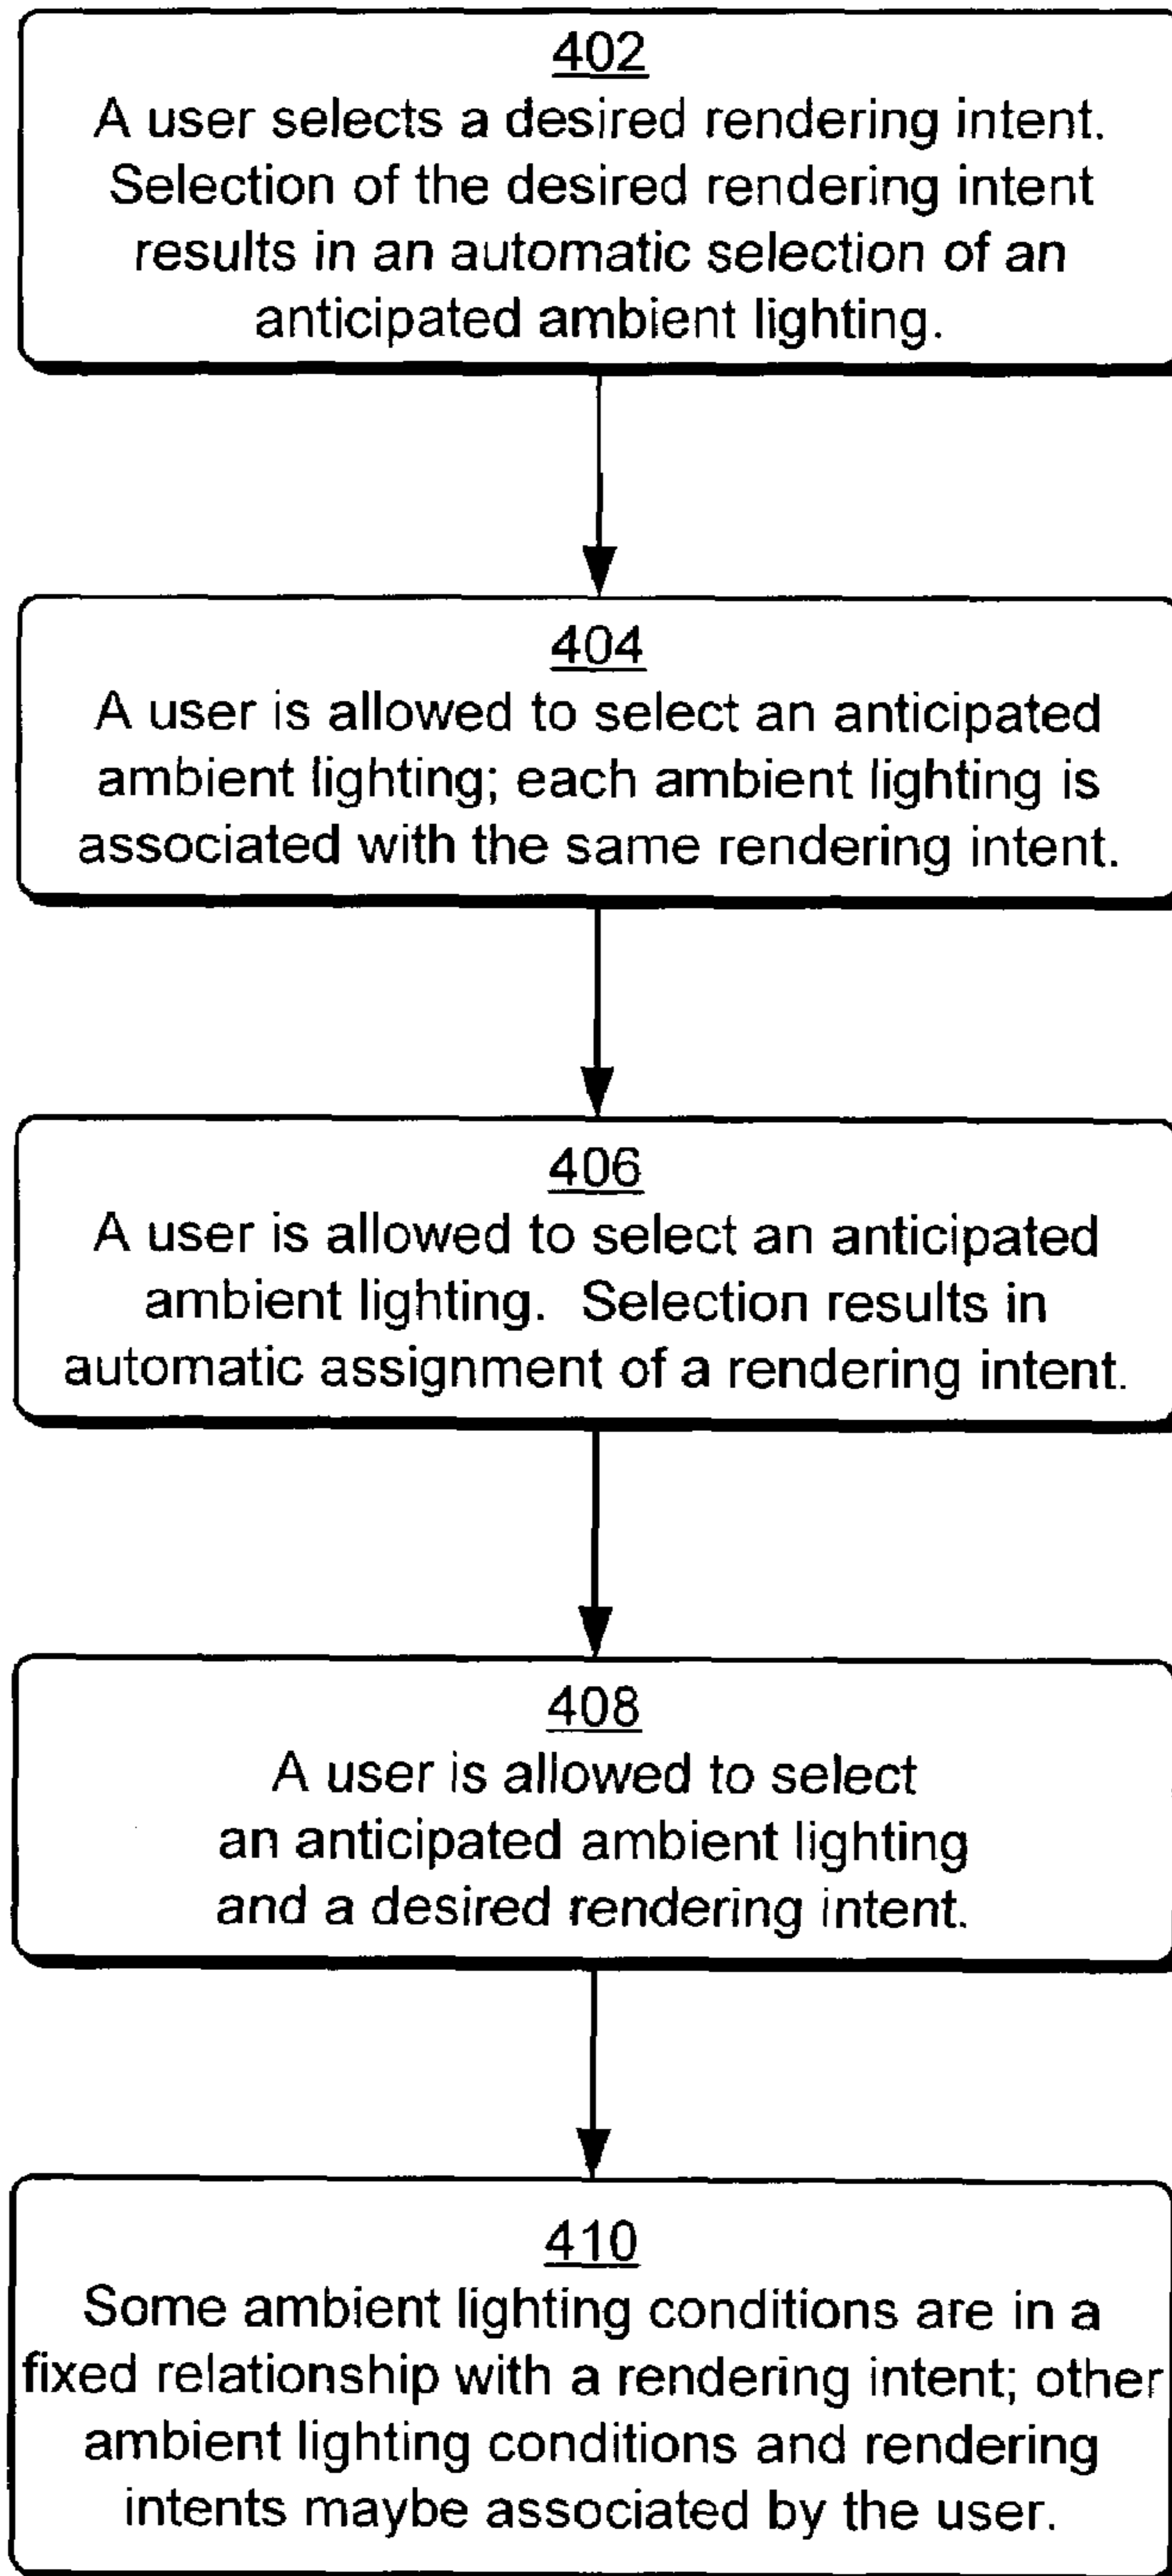 402
A user selects a desired rendering intent.
Selection of the desired rendering intent
results in an automatic selection of an
anticipated ambient lighting.
404
A user is allowed to select an anticipated
ambient lighting; each ambient lighting is
associated with the same rendering intent.
406
A user is allowed to select an anticipated
ambient lighting.  Selection results in
automatic assignment of a rendering intent.
408
A user is allowed to select
an anticipated ambient lighting
and a desired rendering intent.
410
Some ambient lighting conditions are in a
fixed relationship with a rendering intent; other
ambient lighting conditions and rendering
intents maybe associated by the user.